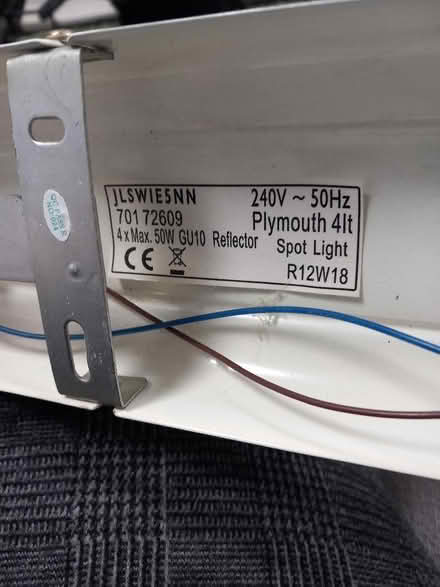 JLSWIE5NN 240V ~ 50Hz
70172609 Plymouth 4lt
4 x Max. 50W GU10 Reflector Spot Light
CE R12W18